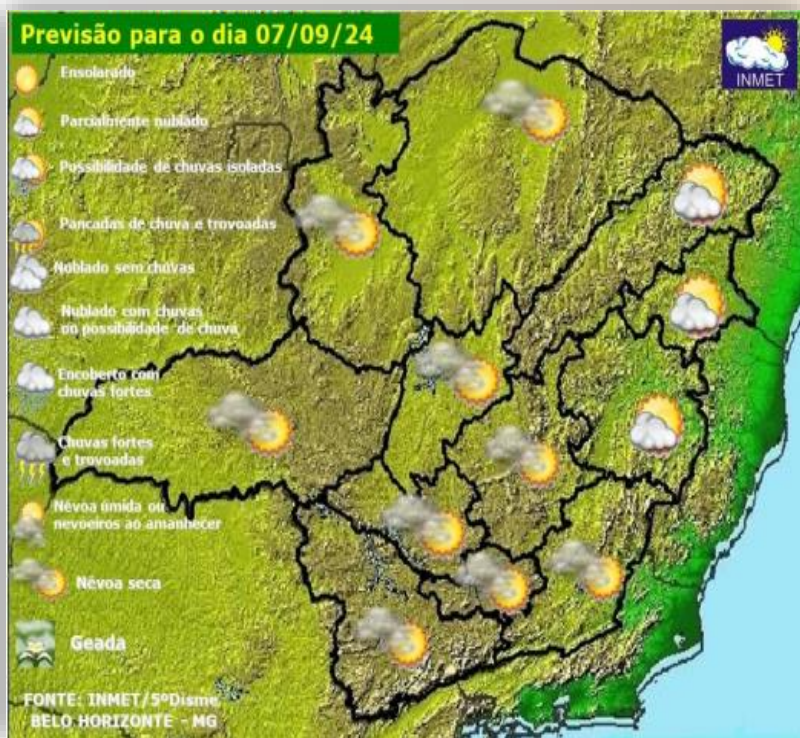 Previsão para o dia 07/09/24
INMET
Ensolarado
Parcialmente nublado
Possibilidade de chuvas isoladas
Pancadas de chuva e trovoadas
Noblado sem chuvas
Nublado com chuvas
ou possibilidade de chuva
Encoberto com
chuvas fortes
Chuvas fortes
e trovoadas
Névoa úmida ou
nevoeiros ao amanhecer
Névoa seca
Geada
FONTE: INMET/5ºDisme
BELO HORIZONTE - MG